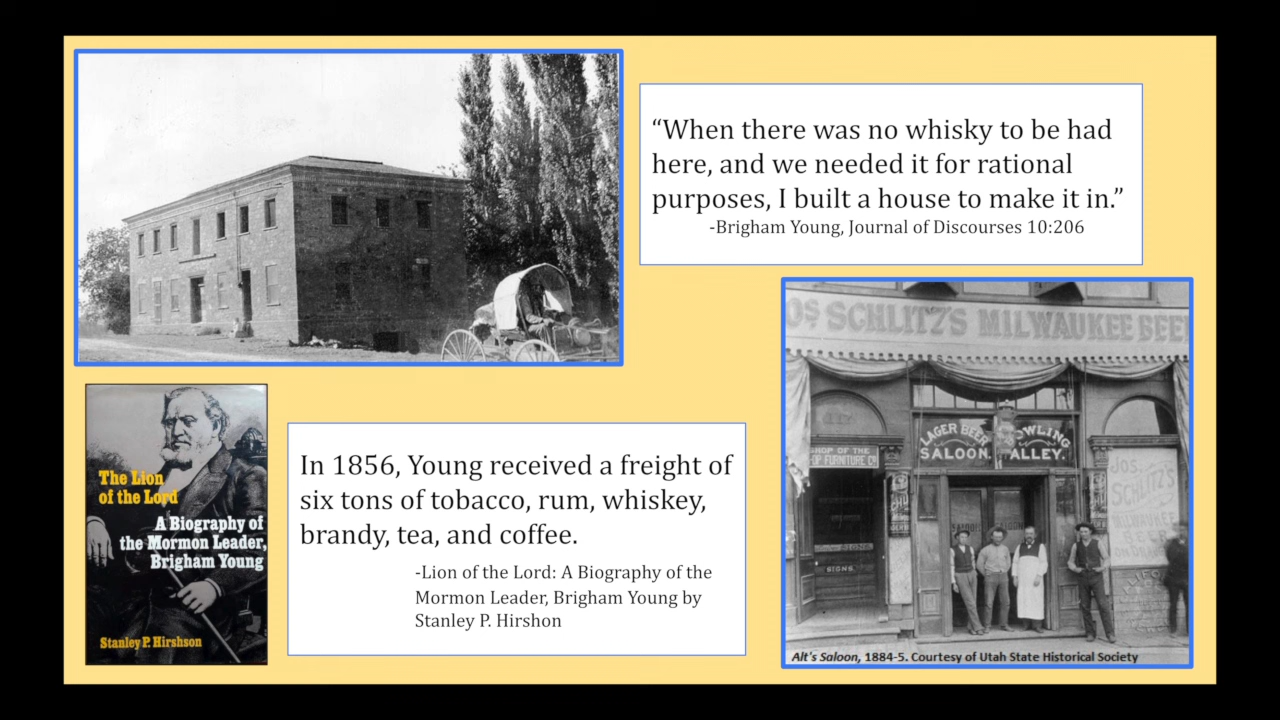 “When there was no whisky to be had
here, and we needed it for rational
purposes, I built a house to make it in.”
-Brigham Young, Journal of Discourses 10:206
The Lion
of the Lord
A Biography of
the Mormon Leader,
Brigham Young
Stanley P. Hirshson
In 1856, Young received a freight of
six tons of tobacco, rum, whiskey,
brandy, tea, and coffee.
-Lion of the Lord: A Biography of the
Mormon Leader, Brigham Young by
Stanley P. Hirshon
JOS SCHLITZ'S MILWAUKEE BEER
LAGER BEER
SALOON.
BOWLING
ALLEY.
SHOP OF THE
CO-OP FURNITURE CO
SIGNS.
JOS.
SCHLITZ'S
MILWAUKEE
BEER
Alt's Saloon, 1884-5. Courtesy of Utah State Historical Society